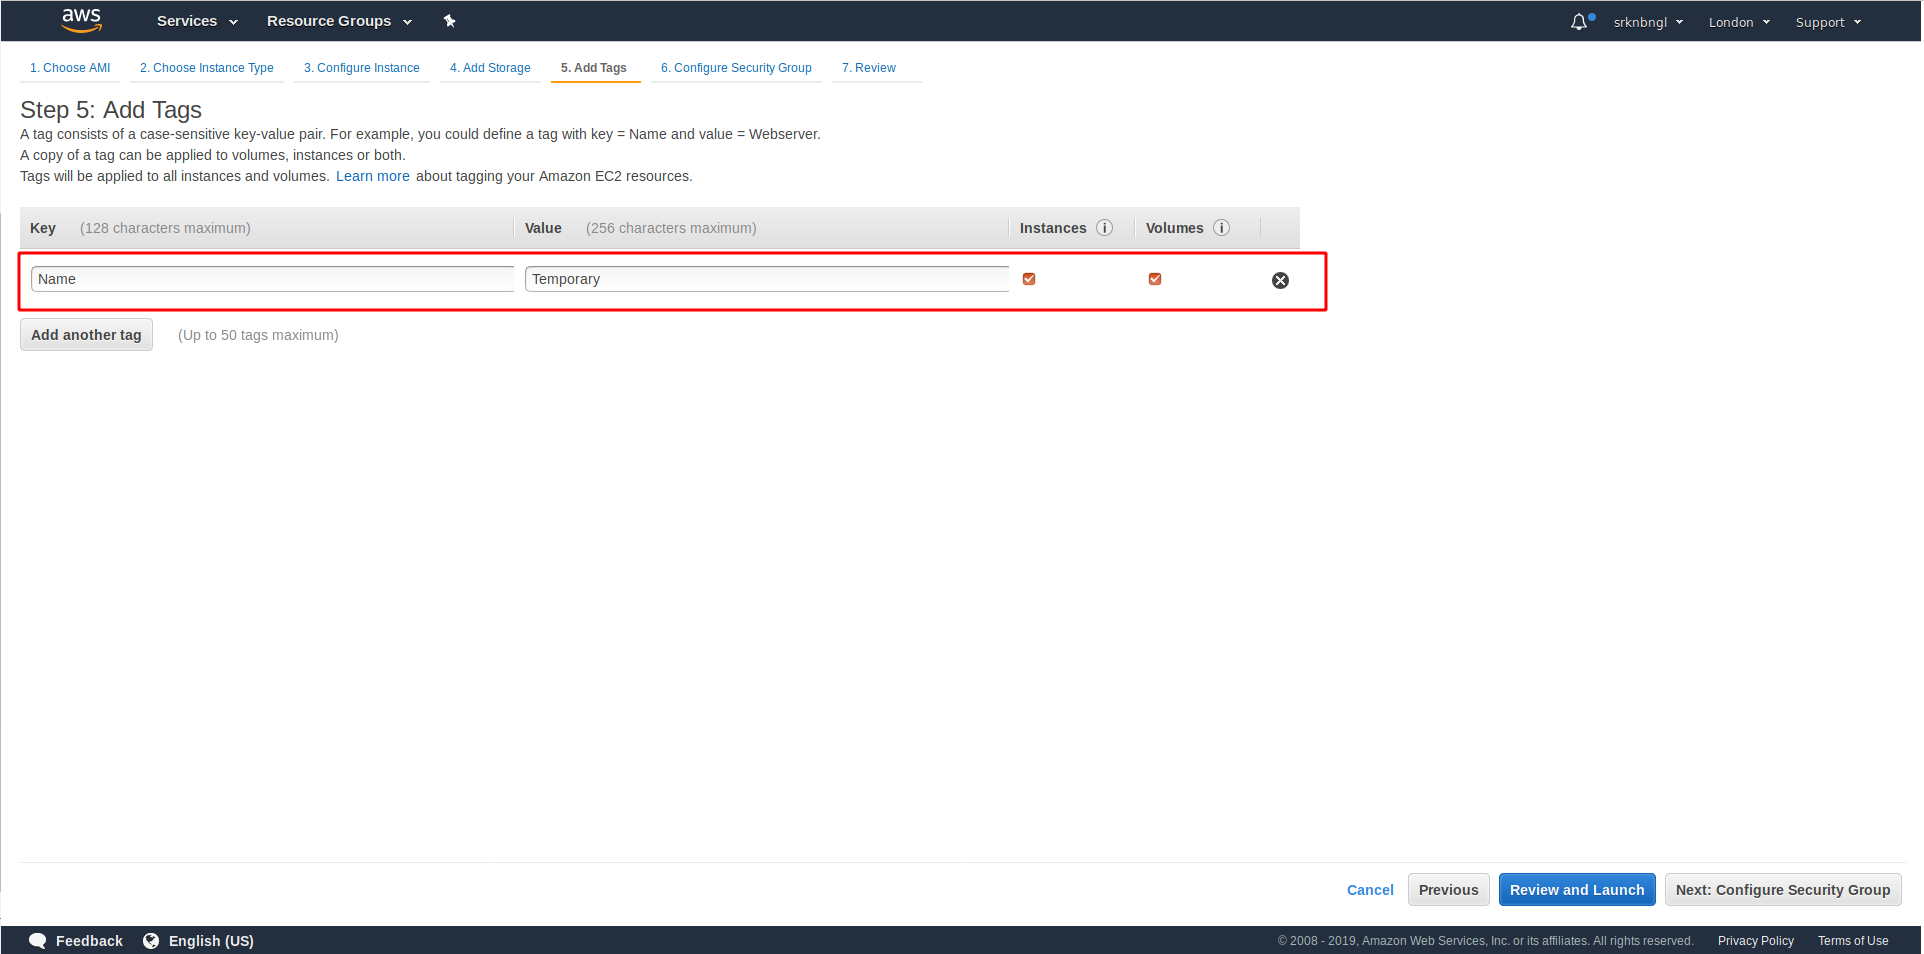 aws Services Resource Groups srknbngl London Support
1. Choose AMI 2. Choose Instance Type 3. Configure Instance 4. Add Storage 5. Add Tags 6. Configure Security Group 7. Review
Step 5: Add Tags
A tag consists of a case-sensitive key-value pair. For example, you could define a tag with key = Name and value = Webserver.
A copy of a tag can be applied to volumes, instances or both.
Tags will be applied to all instances and volumes. Learn more about tagging your Amazon EC2 resources.
Key (128 characters maximum) Value (256 characters maximum) Instances i Volumes i
Name Temporary
Add another tag (Up to 50 tags maximum)
Cancel Previous Review and Launch Next: Configure Security Group
Feedback English (US) © 2008 - 2019, Amazon Web Services, Inc. or its affiliates. All rights reserved. Privacy Policy Terms of Use